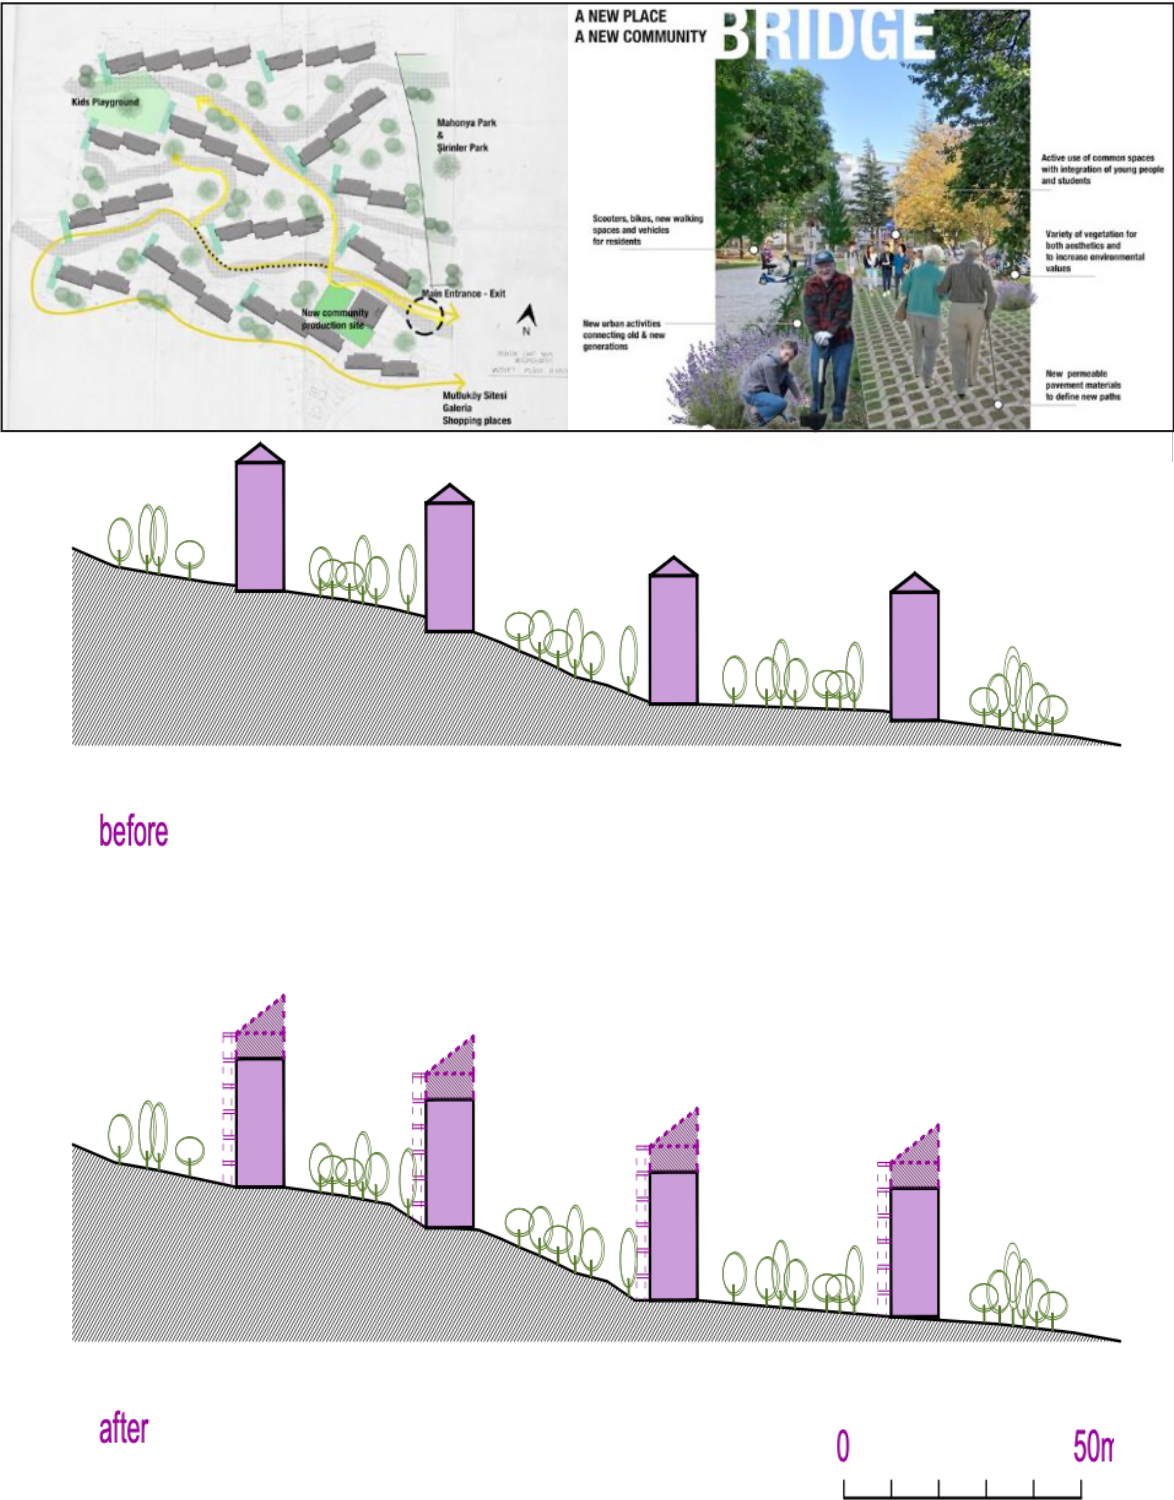 Kids Playground
Mahonya Park
&
Şirinler Park
Main Entrance - Exit
New community
production site
N
Mutluköy Sitesi
Galeria
Shopping places
A NEW PLACE
A NEW COMMUNITY
BRIDGE
Scooters, bikes, new walking
spaces and vehicles
for residents
New urban activities
connecting old & new
generations
Active use of common spaces
with integration of young people
and students
Variety of vegetation for
both aesthetics and
to increase environmental
values
New permeable
pavement materials
to define new paths
before
after
0
50m